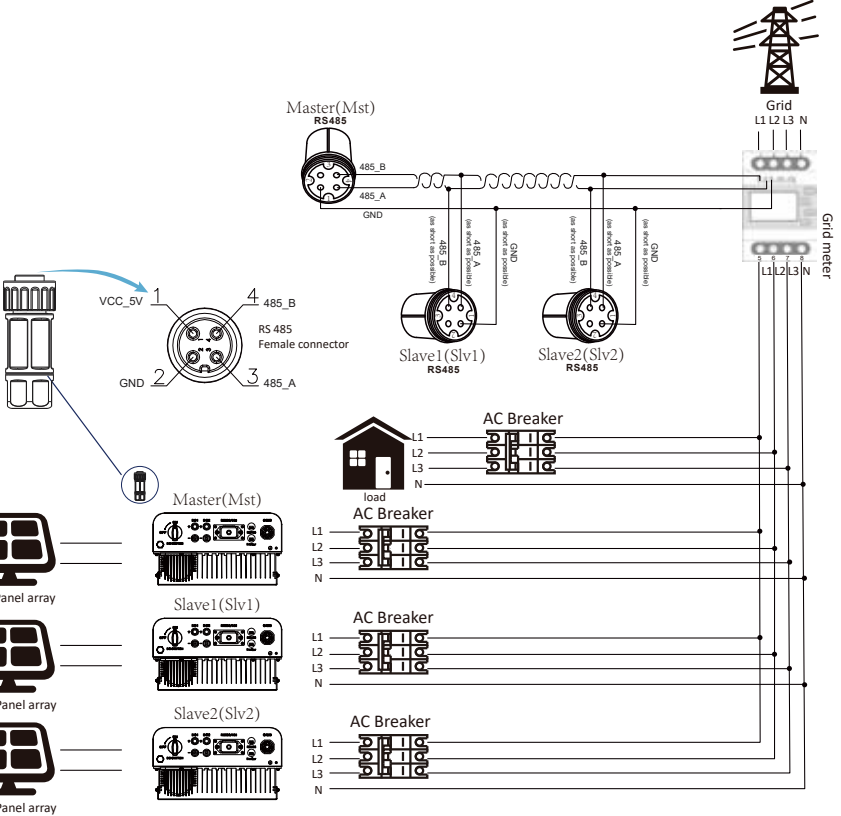 Grid
L1 L2 L3 N
Master(Mst)
RS485
485_B
485_A
GND
485_B
(as short as possible)
485_A
(as short as possible)
GND
(as short as possible)
485_B
(as short as possible)
485_A
(as short as possible)
GND
(as short as possible)
Grid meter
5 6 7 8
L1 L2 L3 N
Slave1(Slv1)
RS485
Slave2(Slv2)
RS485
VCC_5V 1
4 485_B
RS 485
Female connector
GND 2
3 485_A
AC Breaker
L1
L2
L3
N
load
Master(Mst)
AC Breaker
L1
L2
L3
N
Panel array
Slave1(Slv1)
AC Breaker
L1
L2
L3
N
Panel array
Slave2(Slv2)
AC Breaker
L1
L2
L3
N
Panel array